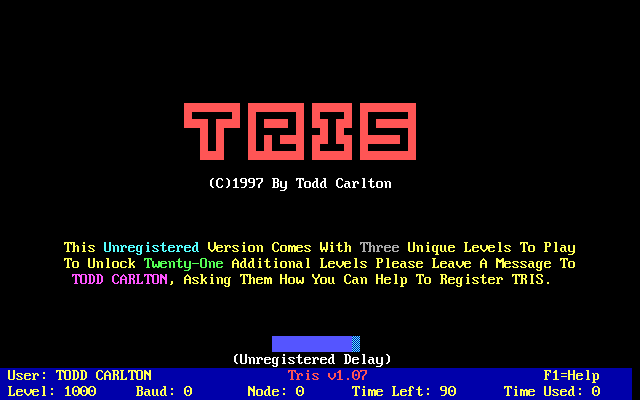 TRIS
(C)1997 By Todd Carlton
This Unregistered Version Comes With Three Unique Levels To Play
To Unlock Twenty-One Additional Levels Please Leave A Message To
TODD CARLTON, Asking Them How You Can Help To Register TRIS.
(Unregistered Delay)
User: TODD CARLTON Tris v1.07 F1=Help
Level: 1000 Baud: 0 Node: 0 Time Left: 90 Time Used: 0